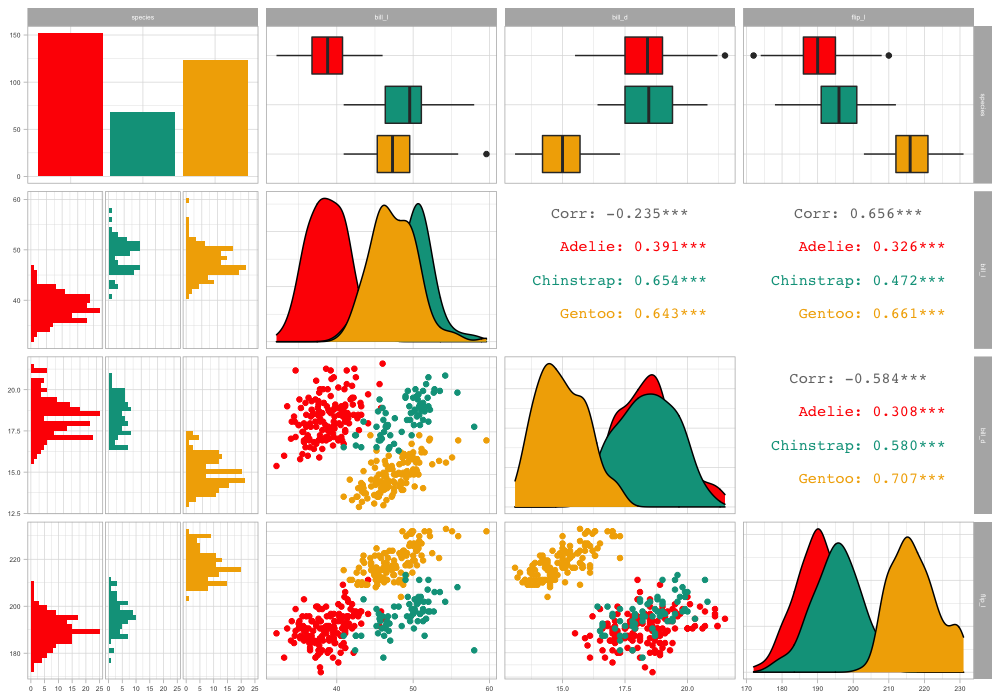 species
bill_l
bill_d
flip_l
150
100
50
0
species
60
50
40
Corr: -0.235***
Adelie: 0.391***
Chinstrap: 0.654***
Gentoo: 0.643***
Corr: 0.656***
Adelie: 0.326***
Chinstrap: 0.472***
Gentoo: 0.661***
bill_l
20.0
17.5
15.0
12.5
Corr: -0.584***
Adelie: 0.308***
Chinstrap: 0.580***
Gentoo: 0.707***
bill_d
220
200
180
flip_l
0 5 10 15 20 25 0 5 10 15 20 25 0 5 10 15 20 25
40 50 60
15.0 17.5 20.0
170 180 190 200 210 220 230